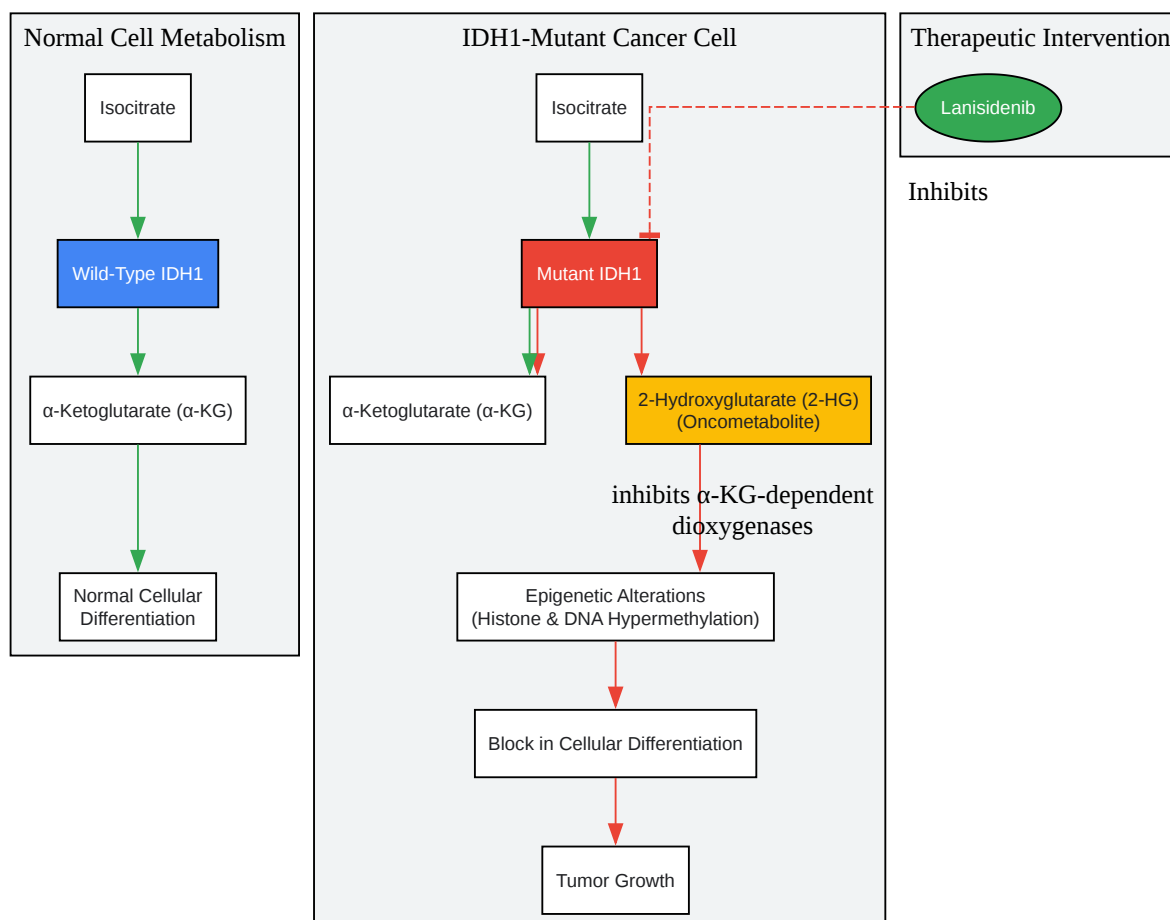 Normal Cell Metabolism
Isocitrate
Wild-Type IDH1
α-Ketoglutarate (α-KG)
Normal Cellular
Differentiation
IDH1-Mutant Cancer Cell
Isocitrate
Mutant IDH1
α-Ketoglutarate (α-KG)
2-Hydroxyglutarate (2-HG)
(Oncometabolite)
inhibits α-KG-dependent
dioxygenases
Epigenetic Alterations
(Histone & DNA Hypermethylation)
Block in Cellular Differentiation
Tumor Growth
Therapeutic Intervention
Lanisidenib
Inhibits